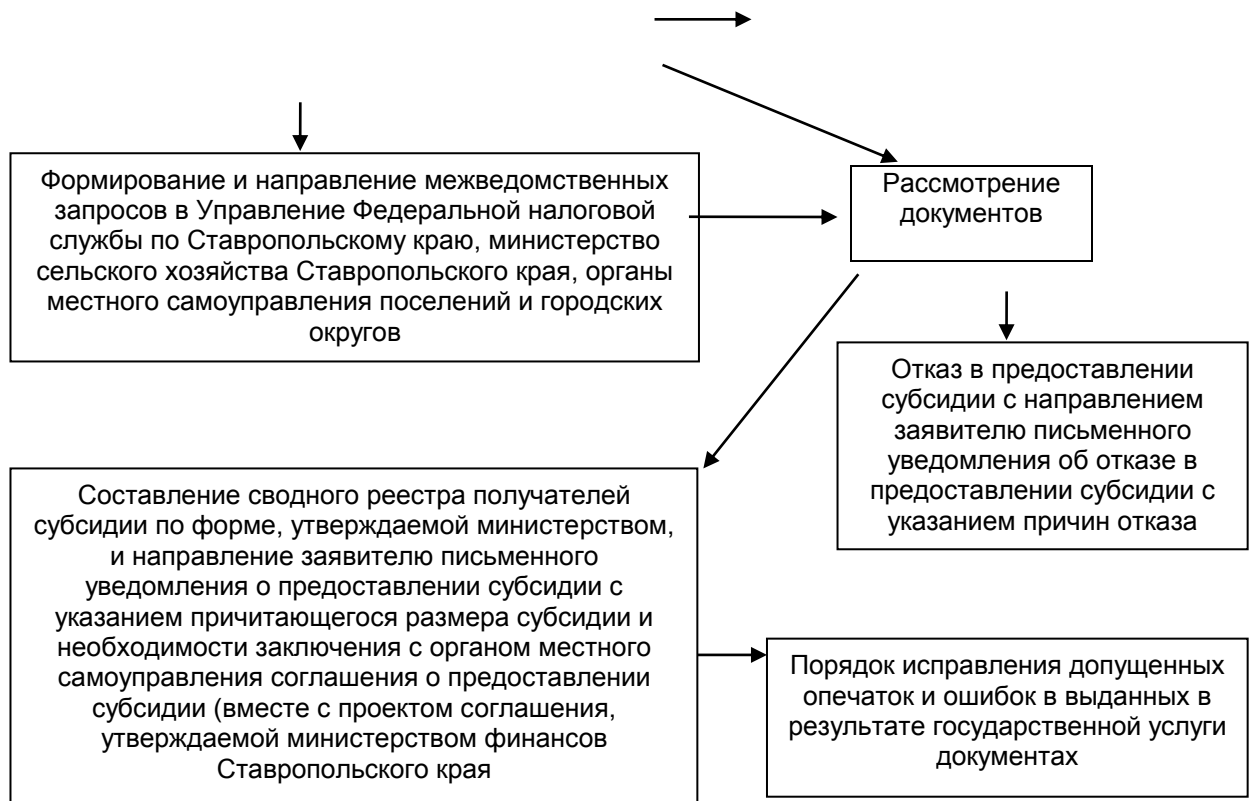 Формирование и направление межведомственных
запросов в Управление Федеральной налоговой
службы по Ставропольскому краю, министерство
сельского хозяйства Ставропольского края, органы
местного самоуправления поселений и городских
округов
Рассмотрение
документов
Отказ в предоставлении
субсидии с направлением
заявителю письменного
уведомления об отказе в
предоставлении субсидии с
указанием причин отказа
Составление сводного реестра получателей
субсидии по форме, утверждаемой министерством,
и направление заявителю письменного
уведомления о предоставлении субсидии с
указанием причитающегося размера субсидии и
необходимости заключения с органом местного
самоуправления соглашения о предоставлении
субсидии (вместе с проектом соглашения,
утверждаемой министерством финансов
Ставропольского края
Порядок исправления допущенных
опечаток и ошибок в выданных в
результате государственной услуги
документах